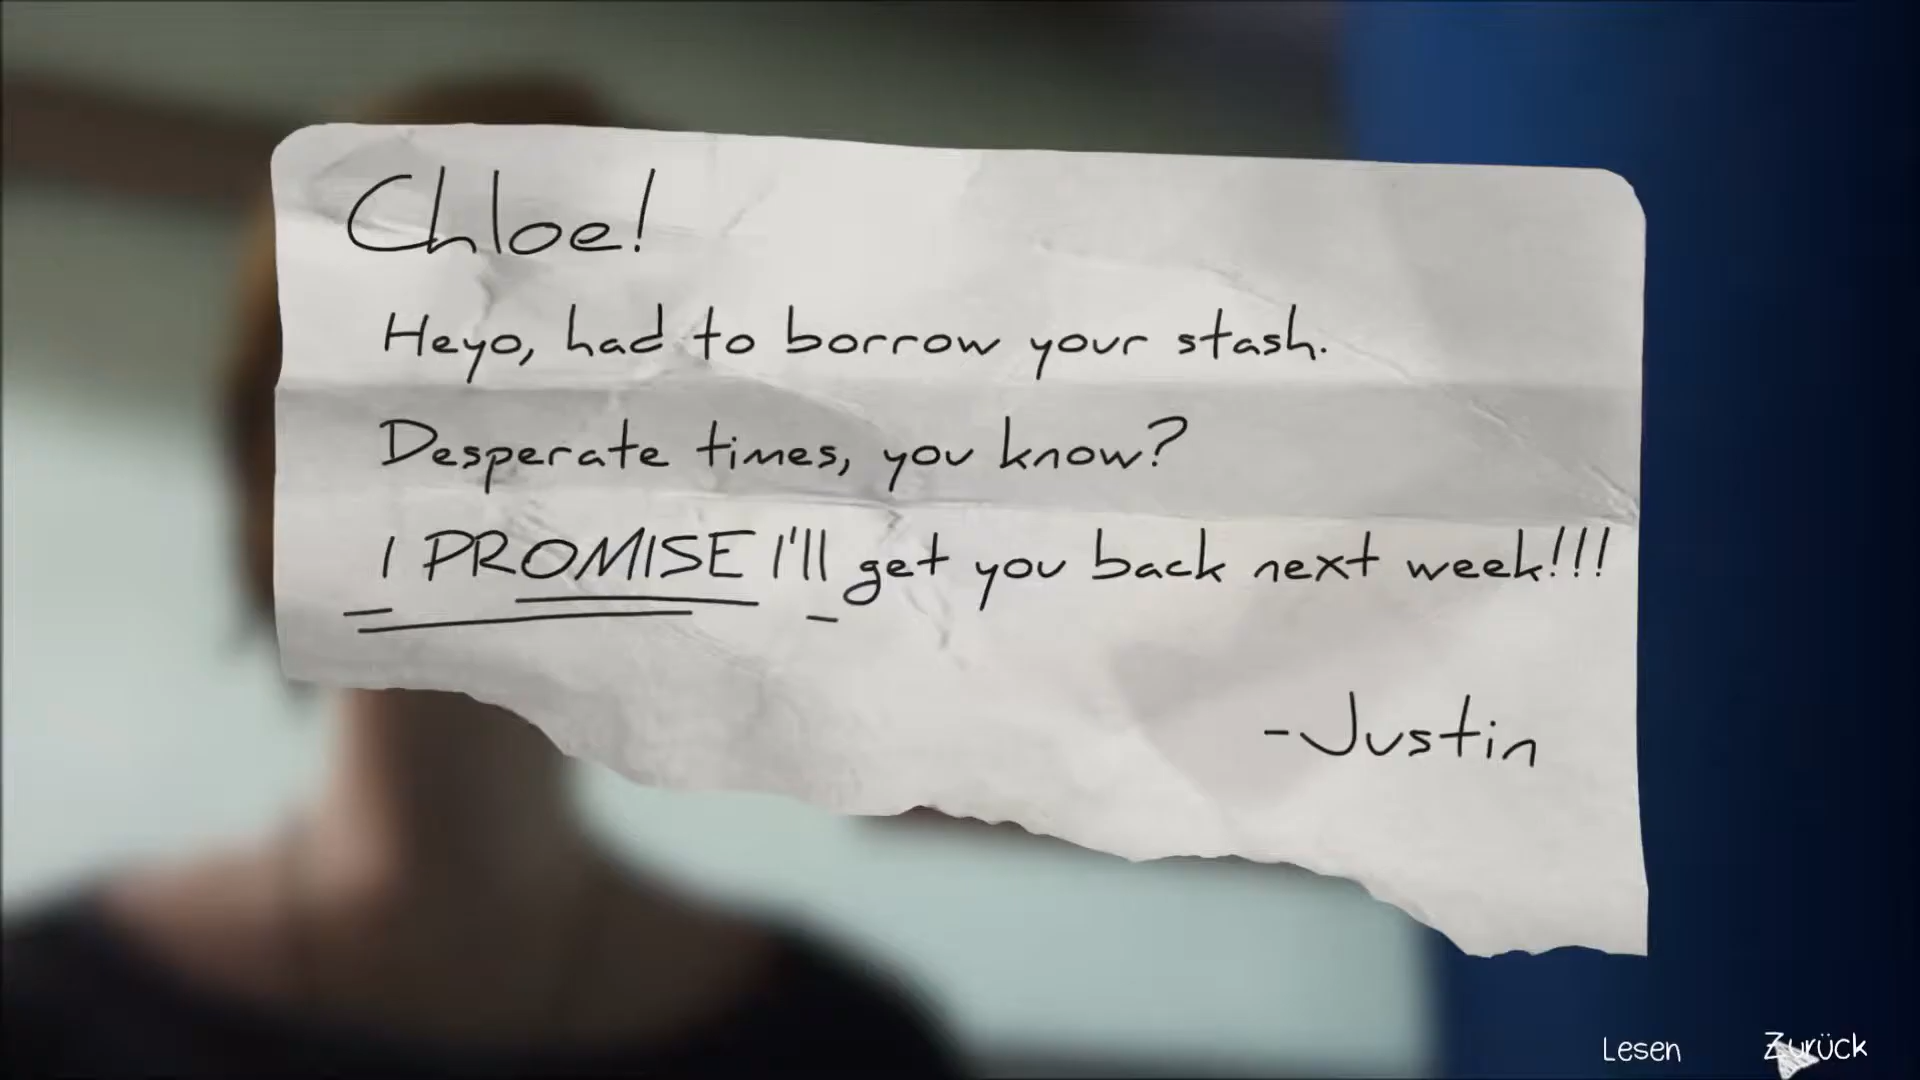 Chloe!
Heyo, had to borrow your stash.
Desperate times, you know?
I PROMISE I'll get you back next week!!!
-Justin
Lesen Zurück